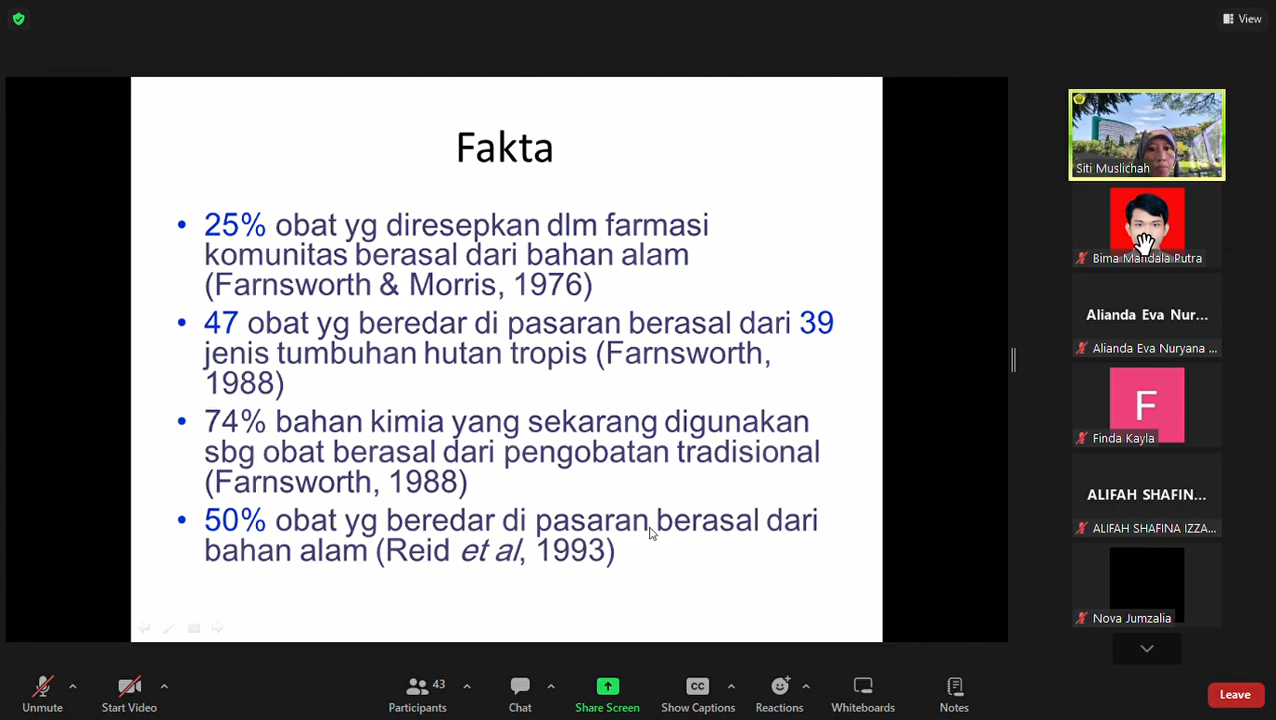 View
Fakta
• 25% obat yg diresepkan dlm farmasi
komunitas berasal dari bahan alam
(Farnsworth & Morris, 1976)
• 47 obat yg beredar di pasaran berasal dari 39
jenis tumbuhan hutan tropis (Farnsworth,
1988)
• 74% bahan kimia yang sekarang digunakan
sbg obat berasal dari pengobatan tradisional
(Farnsworth, 1988)
• 50% obat yg beredar di pasaran berasal dari
bahan alam (Reid et al, 1993)
Siti Muslichah
Bima Mandala Putra
Alianda Eva Nur...
Alianda Eva Nuryana ...
F
Finda Kayla
ALIFAH SHAFIN...
ALIFAH SHAFINA IZZA...
Nova Jumzalia
Unmute
Start Video
43
Participants
Chat
Share Screen
CC
Show Captions
Reactions
Whiteboards
Notes
Leave